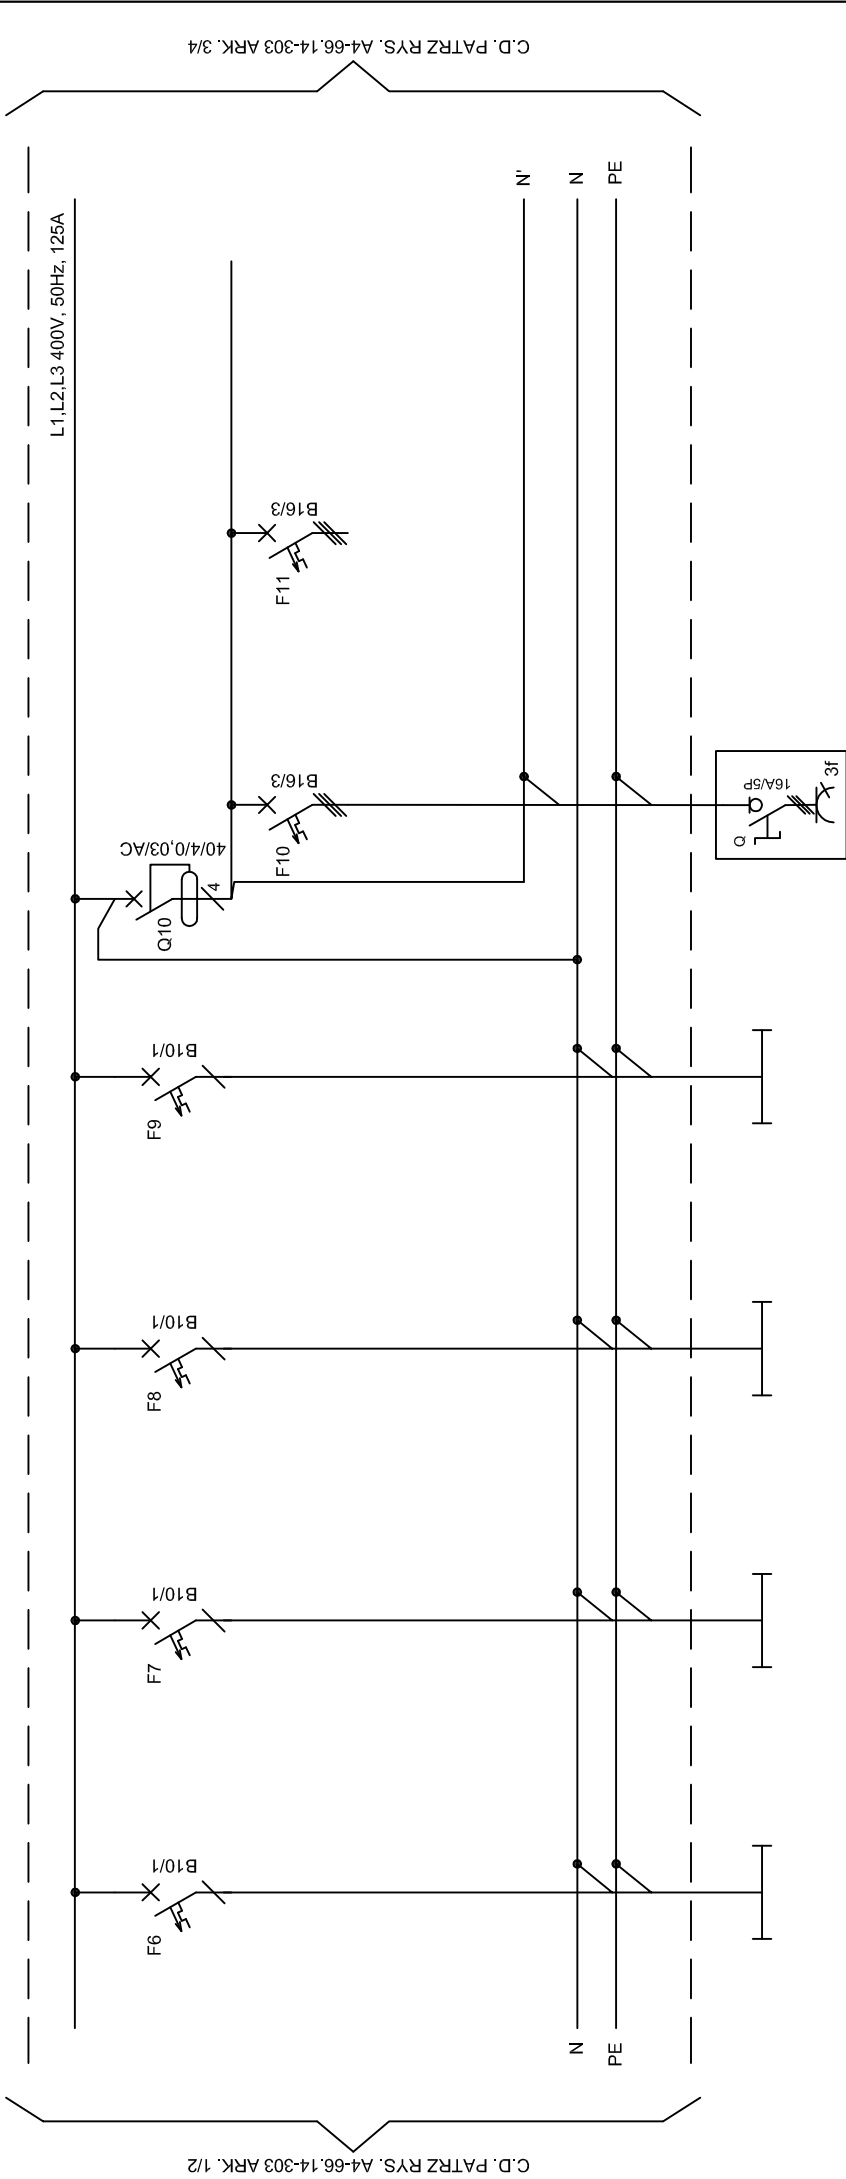 C.D. PATRZ RYS. A4-66.14-303 ARK. 1/2
C.D. PATRZ RYS. A4-66.14-303 ARK. 3/4
L1,L2,L3 400V, 50Hz, 125A
F6
B10/1
F7
B10/1
F8
B10/1
F9
B10/1
Q10
40/4/0,03/AC
4
F10
B16/3
F11
B16/3
N'
N
PE
N
PE
Q
16A/5P
3f